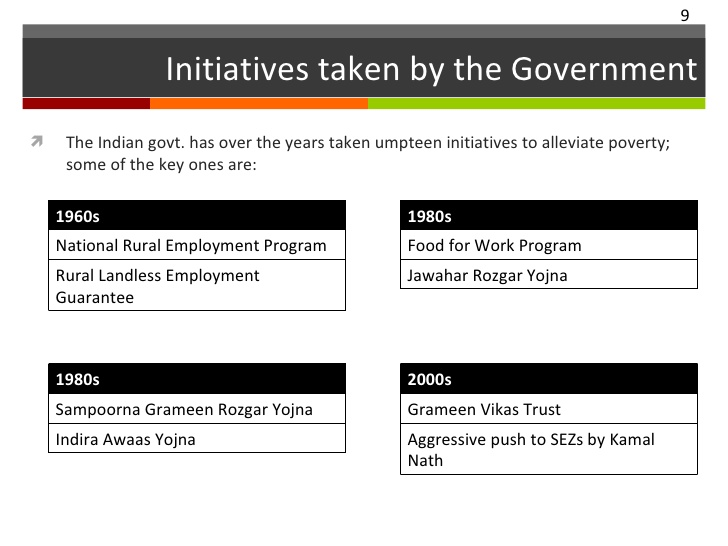 9
Initiatives taken by the Government
The Indian govt. has over the years taken umpteen initiatives to alleviate poverty;
some of the key ones are:
1960s
National Rural Employment Program
Rural Landless Employment
Guarantee
1980s
Food for Work Program
Jawahar Rozgar Yojna
1980s
Sampoorna Grameen Rozgar Yojna
Indira Awaas Yojna
2000s
Grameen Vikas Trust
Aggressive push to SEZs by Kamal
Nath